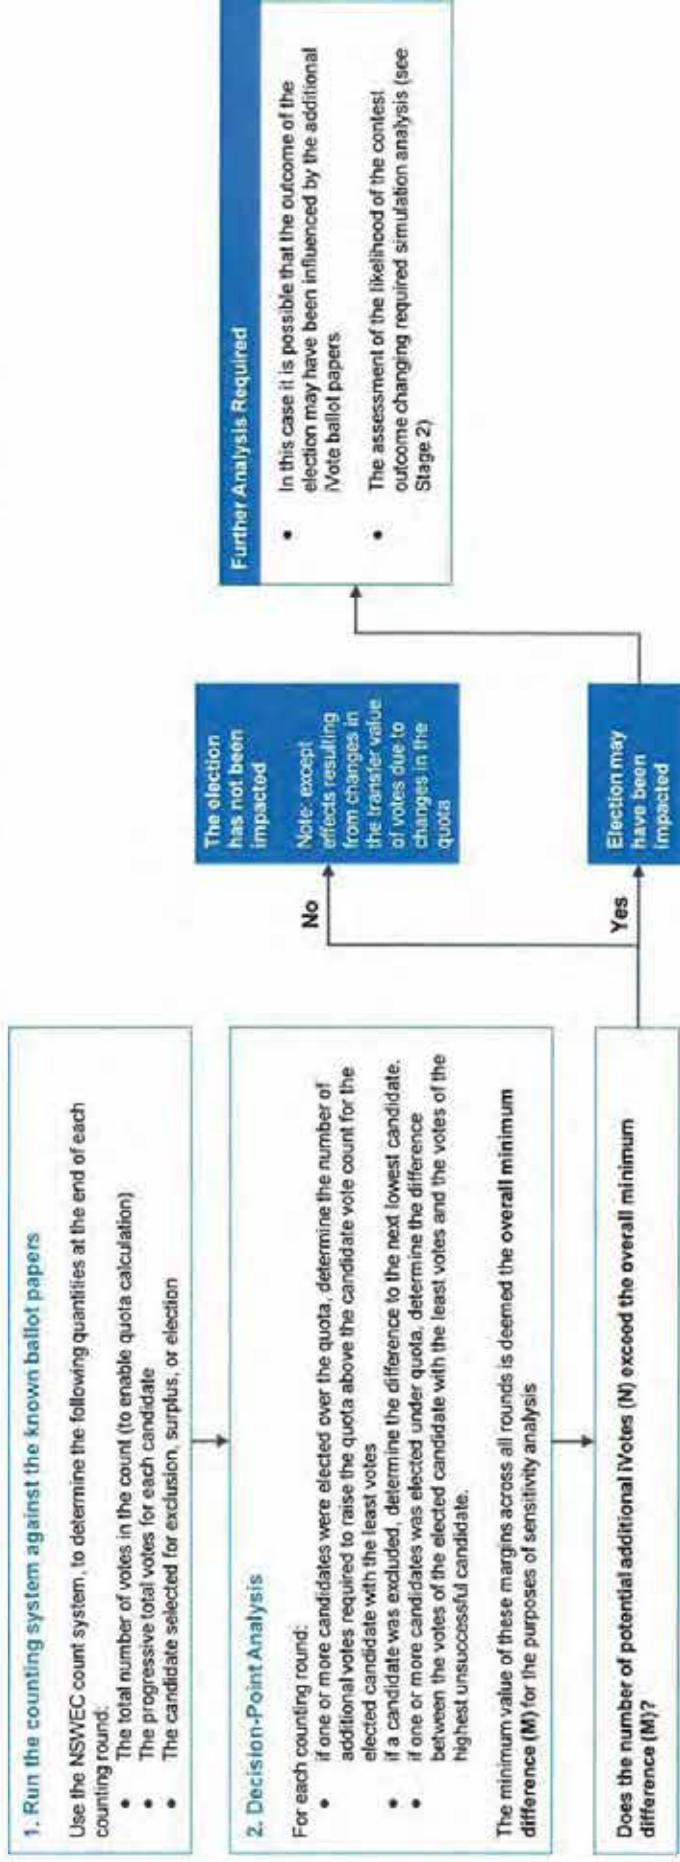 1. Run the counting system against the known ballot papers
Use the NSWEC count system, to determine the following quantities at the end of each
counting round:
• The total number of votes in the count (to enable quota calculation)
• The progressive total votes for each candidate
• The candidate selected for exclusion, surplus, or election
2. Decision-Point Analysis
For each counting round:
• if one or more candidates were elected over the quota, determine the number of
additional votes required to raise the quota above the candidate vote count for the
elected candidate with the least votes
• if a candidate was excluded, determine the difference to the next lowest candidate.
• if one or more candidates was elected under quota, determine the difference
between the votes of the elected candidate with the least votes and the votes of the
highest unsuccessful candidate.
The minimum value of these margins across all rounds is deemed the overall minimum
difference (M) for the purposes of sensitivity analysis
Does the number of potential additional iVotes (N) exceed the overall minimum
difference (M)?
No
Yes
The election
has not been
impacted
Note: except
effects resulting
from changes in
the transfer value
of votes due to
changes in the
quota
Election may
have been
impacted
Further Analysis Required
• In this case it is possible that the outcome of the
election may have been influenced by the additional
iVote ballot papers
• The assessment of the likelihood of the contest
outcome changing required simulation analysis (see
Stage 2)